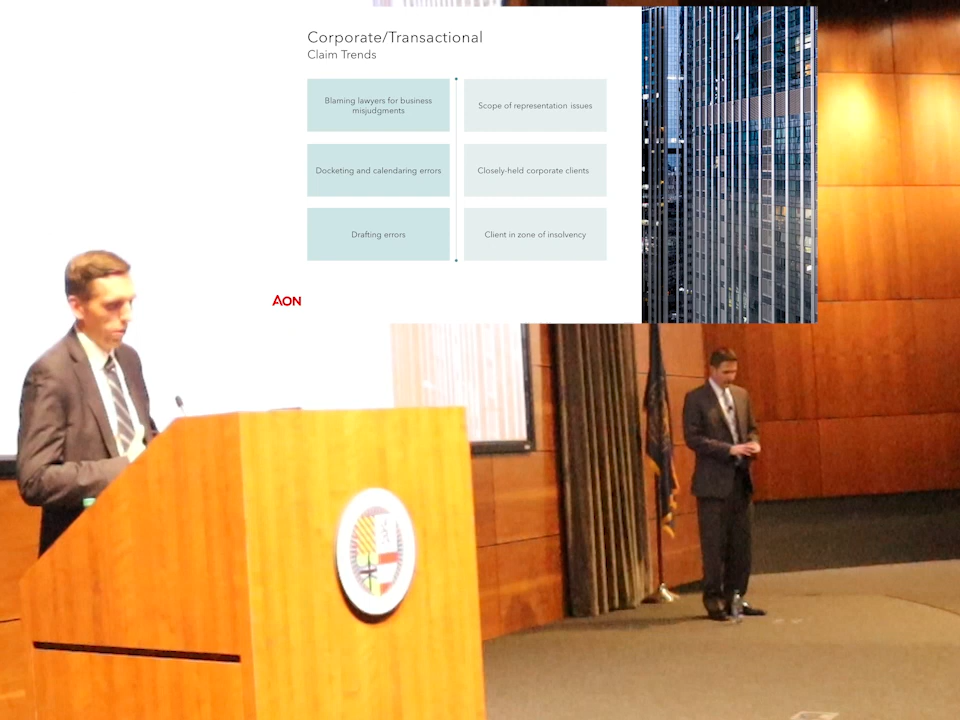 Corporate/Transactional
Claim Trends
Blaming lawyers for business
misjudgments
Scope of representation issues
Docketing and calendaring errors
Closely-held corporate clients
Drafting errors
Client in zone of insolvency
AON